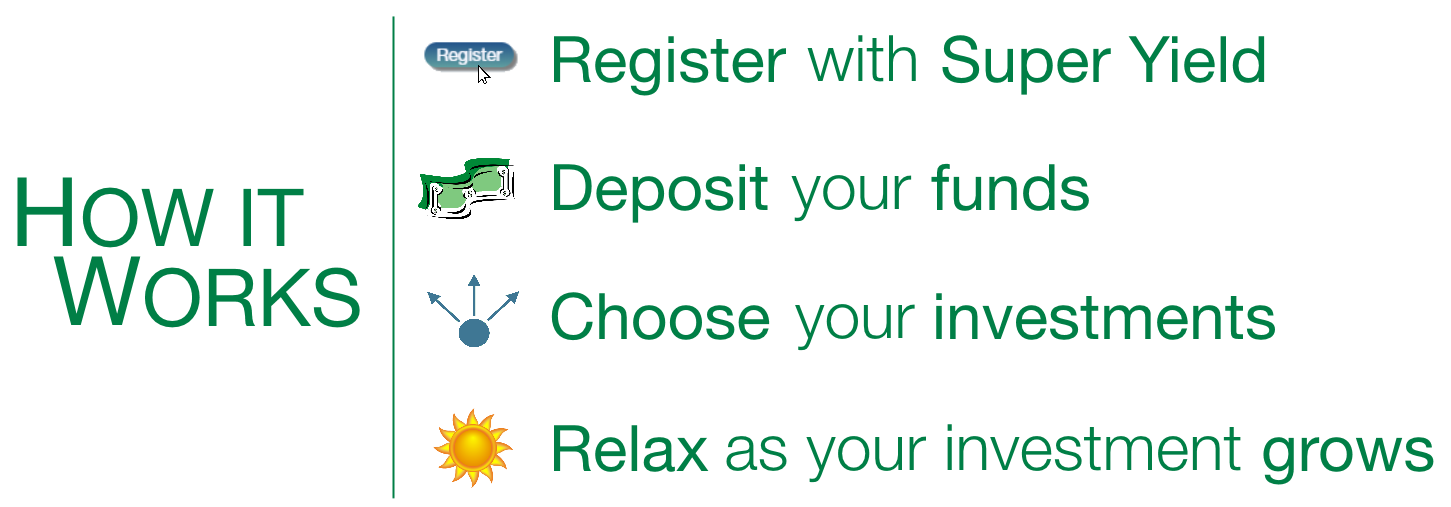 HOW IT
WORKS
Register
Register with Super Yield
Deposit your funds
Choose your investments
Relax as your investment grows